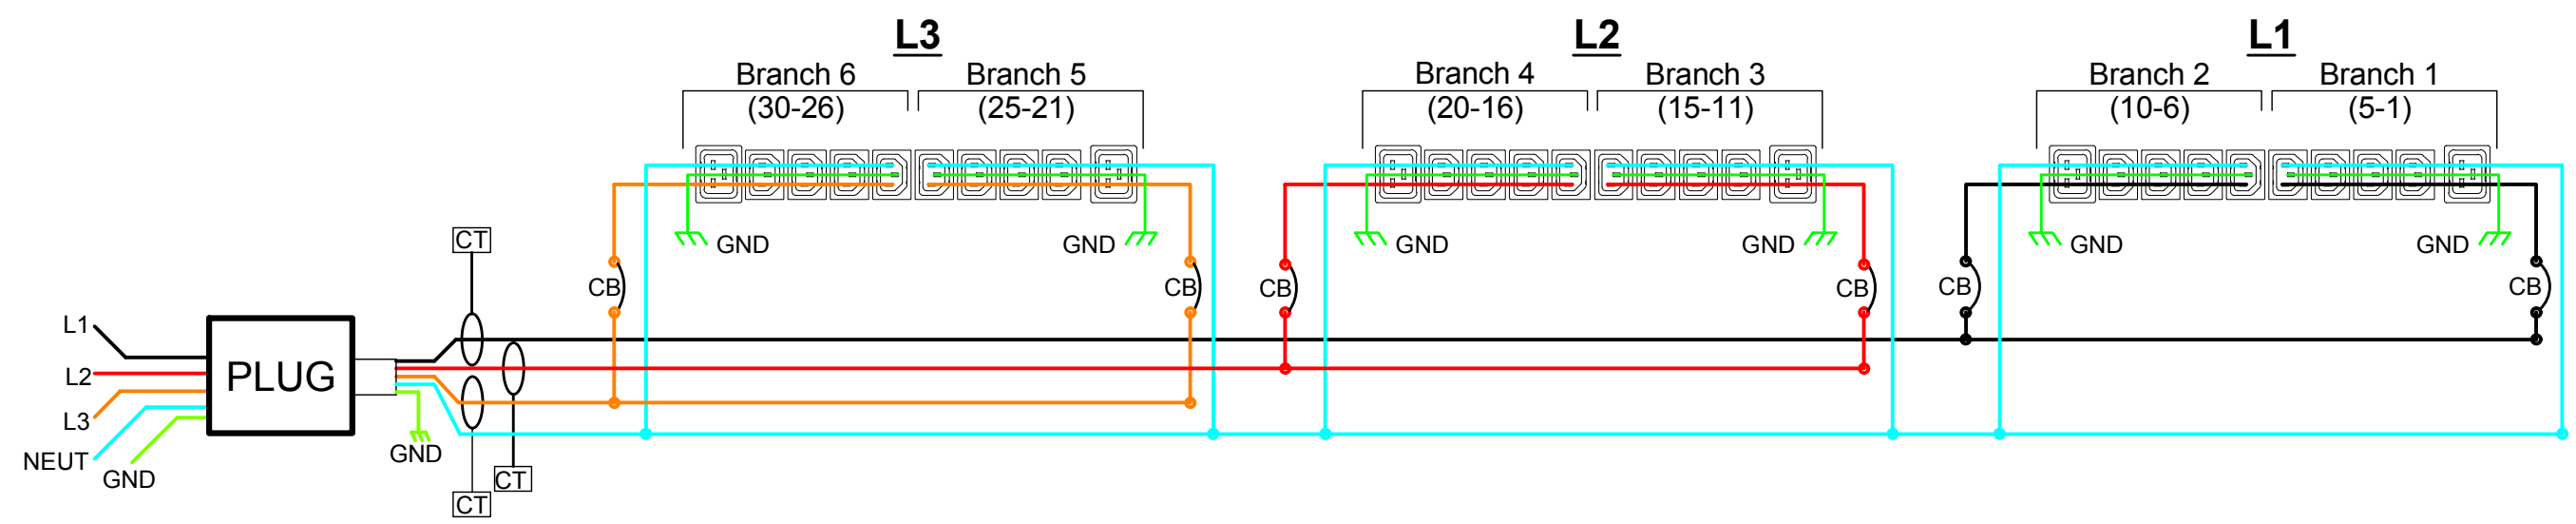 L3
L2
L1
Branch 6
(30-26)
Branch 5
(25-21)
Branch 4
(20-16)
Branch 3
(15-11)
Branch 2
(10-6)
Branch 1
(5-1)
GND
GND
GND
GND
GND
GND
CT
CB
CB
CB
CB
CB
CB
L1
L2
L3
NEUT
GND
PLUG
GND
CT
CT